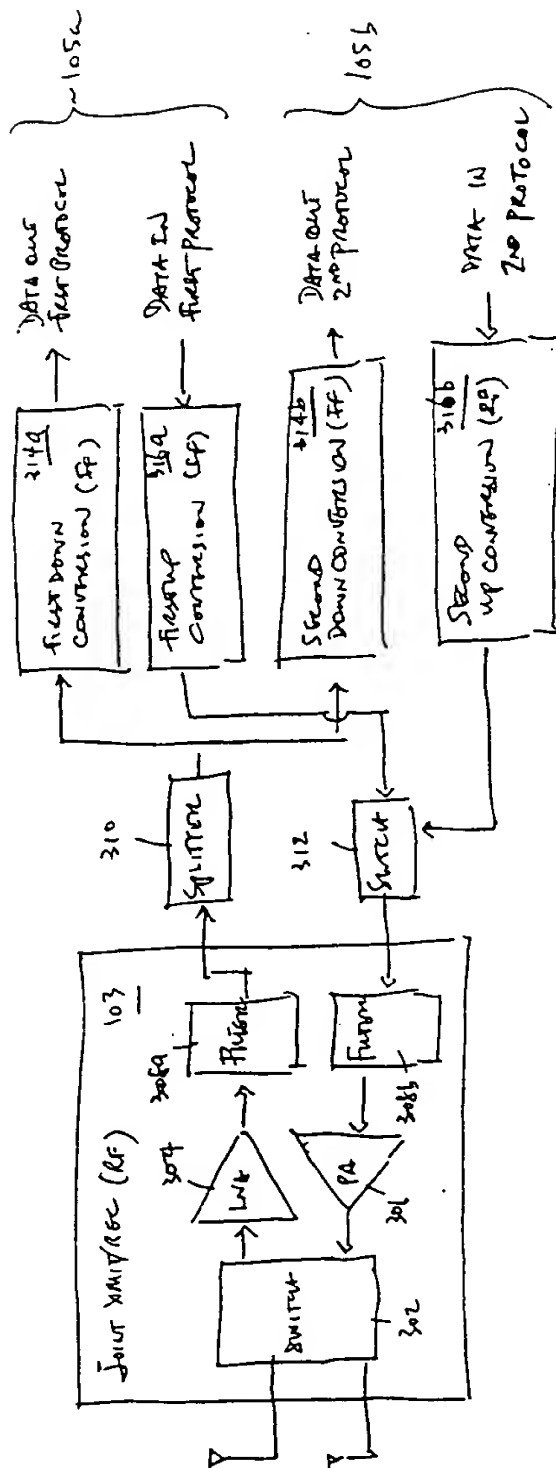 JOINT XMIT/REC (RF)
103
SWITCH
302
LNA
304
PA
306
FILTER
308a
FILTER
308b
SPLITTER
310
SWITCH
312
FIRST DOWN
CONVERSION (IF)
314a
FIRST UP
CONVERSION (IF)
316a
SECOND
DOWN CONVERSION (IF)
314b
SECOND
UP CONVERSION (IF)
316b
DATA OUT
FIRST PROTOCOL
DATA IN
FIRST PROTOCOL
~105a
DATA OUT
2ND PROTOCOL
DATA IN
2ND PROTOCOL
105b